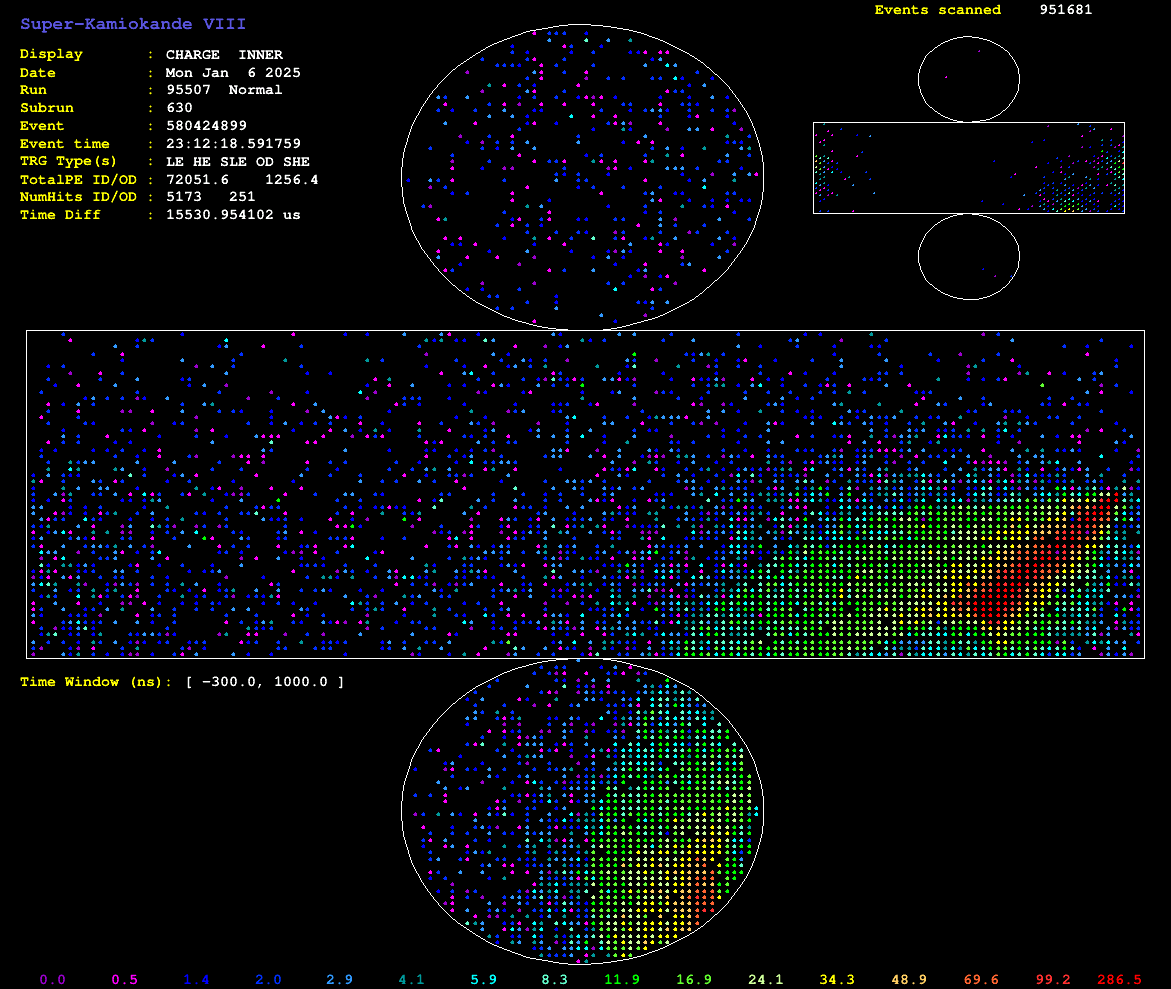 Super-Kamiokande VIII
Events scanned 951681
Display : CHARGE INNER
Date : Mon Jan 6 2025
Run : 95507 Normal
Subrun : 630
Event : 580424899
Event time : 23:12:18.591759
TRG Type(s) : LE HE SLE OD SHE
TotalPE ID/OD : 72051.6 1256.4
NumHits ID/OD : 5173 251
Time Diff : 15530.954102 us
Time Window (ns): [ -300.0, 1000.0 ]
0.0 0.5 1.4 2.0 2.9 4.1 5.9 8.3 11.9 16.9 24.1 34.3 48.9 69.6 99.2 286.5